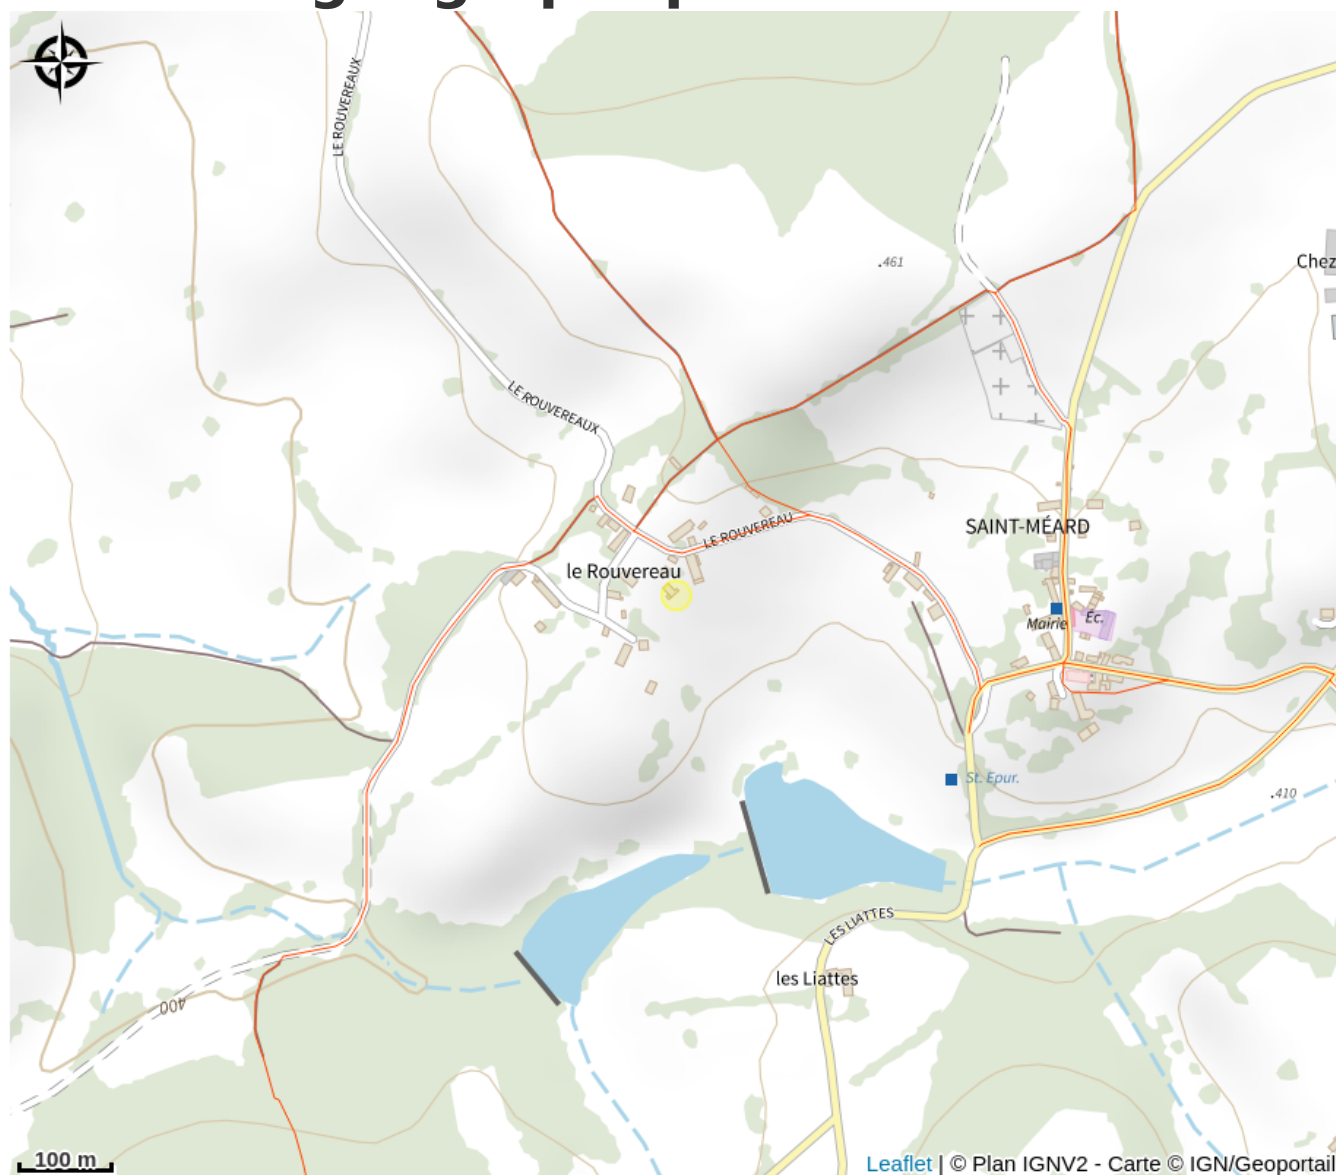 LE ROUVEREAUX
.461
Chez
LE ROUVEREAUX
SAINT-MÉARD
LE ROUVEREAU
le Rouvereau
Mairie
Éc.
St. Epur.
.410
LES LIATTES
les Liattes
400
100 m
Leaflet | © Plan IGNV2 - Carte © IGN/Geoportail